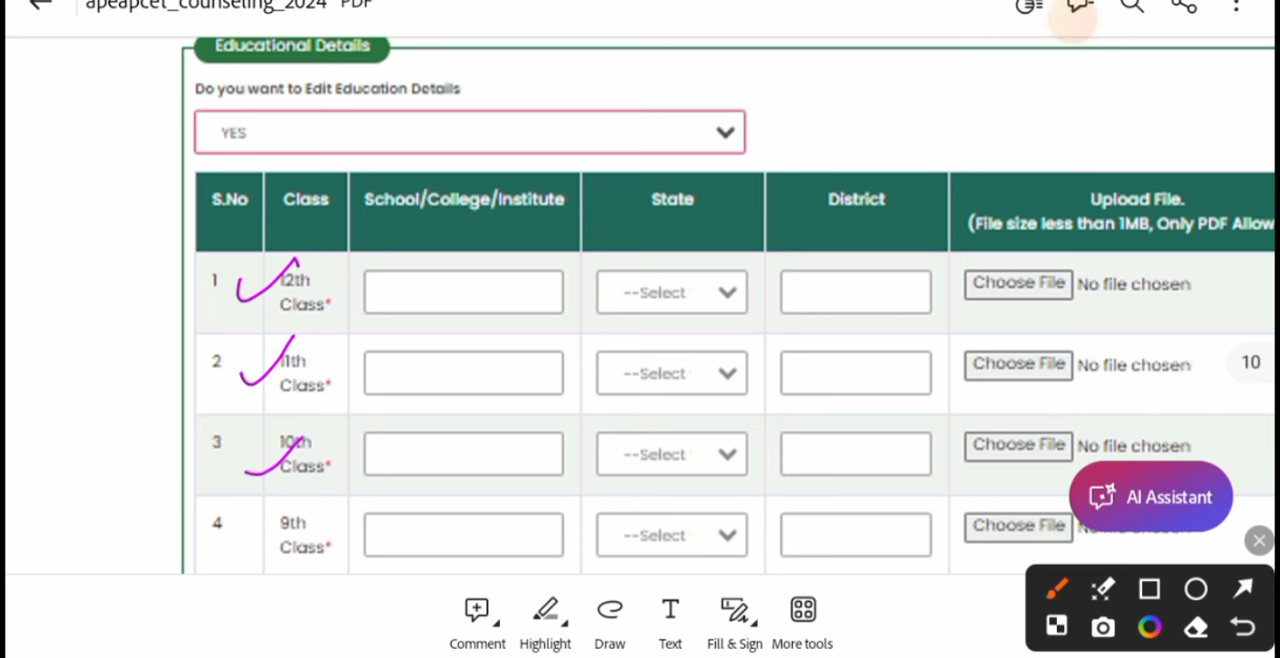 apeapcet_counseling_2024 PDF
Educational Details
Do you want to Edit Education Details
YES
S.No Class School/College/Institute State District Upload File.
(File size less than 1MB, Only PDF Allow
1 12th Class* --Select Choose File No file chosen
2 11th Class* --Select Choose File No file chosen
10
3 10th Class* --Select Choose File No file chosen
AI Assistant
4 9th Class* --Select Choose File
Comment Highlight Draw Text Fill & Sign More tools